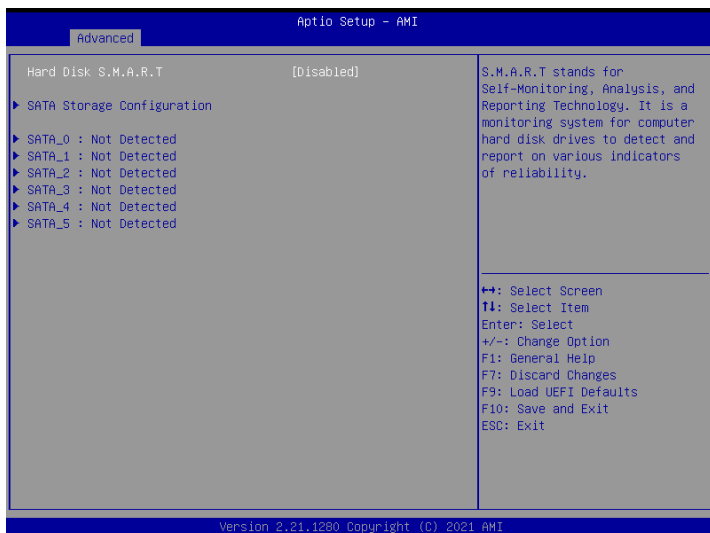 Aptio Setup – AMI
Advanced
Hard Disk S.M.A.R.T [Disabled]
SATA Storage Configuration
SATA_0 : Not Detected
SATA_1 : Not Detected
SATA_2 : Not Detected
SATA_3 : Not Detected
SATA_4 : Not Detected
SATA_5 : Not Detected
S.M.A.R.T stands for
Self-Monitoring, Analysis, and
Reporting Technology. It is a
monitoring system for computer
hard disk drives to detect and
report on various indicators
of reliability.
↔: Select Screen
↑↓: Select Item
Enter: Select
+/-: Change Option
F1: General Help
F7: Discard Changes
F9: Load UEFI Defaults
F10: Save and Exit
ESC: Exit
Version 2.21.1280 Copyright (C) 2021 AMI